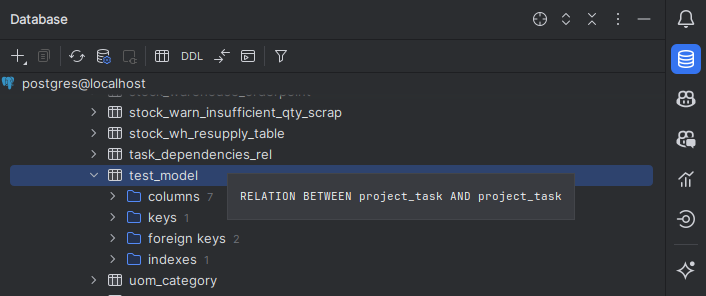 Database
DDL
postgres@localhost
stock_warn_insufficient_qty_scrap
stock_wh_resupply_table
task_dependencies_rel
test_model
RELATION BETWEEN project_task AND project_task
columns 7
keys 1
foreign keys 2
indexes 1
uom_category